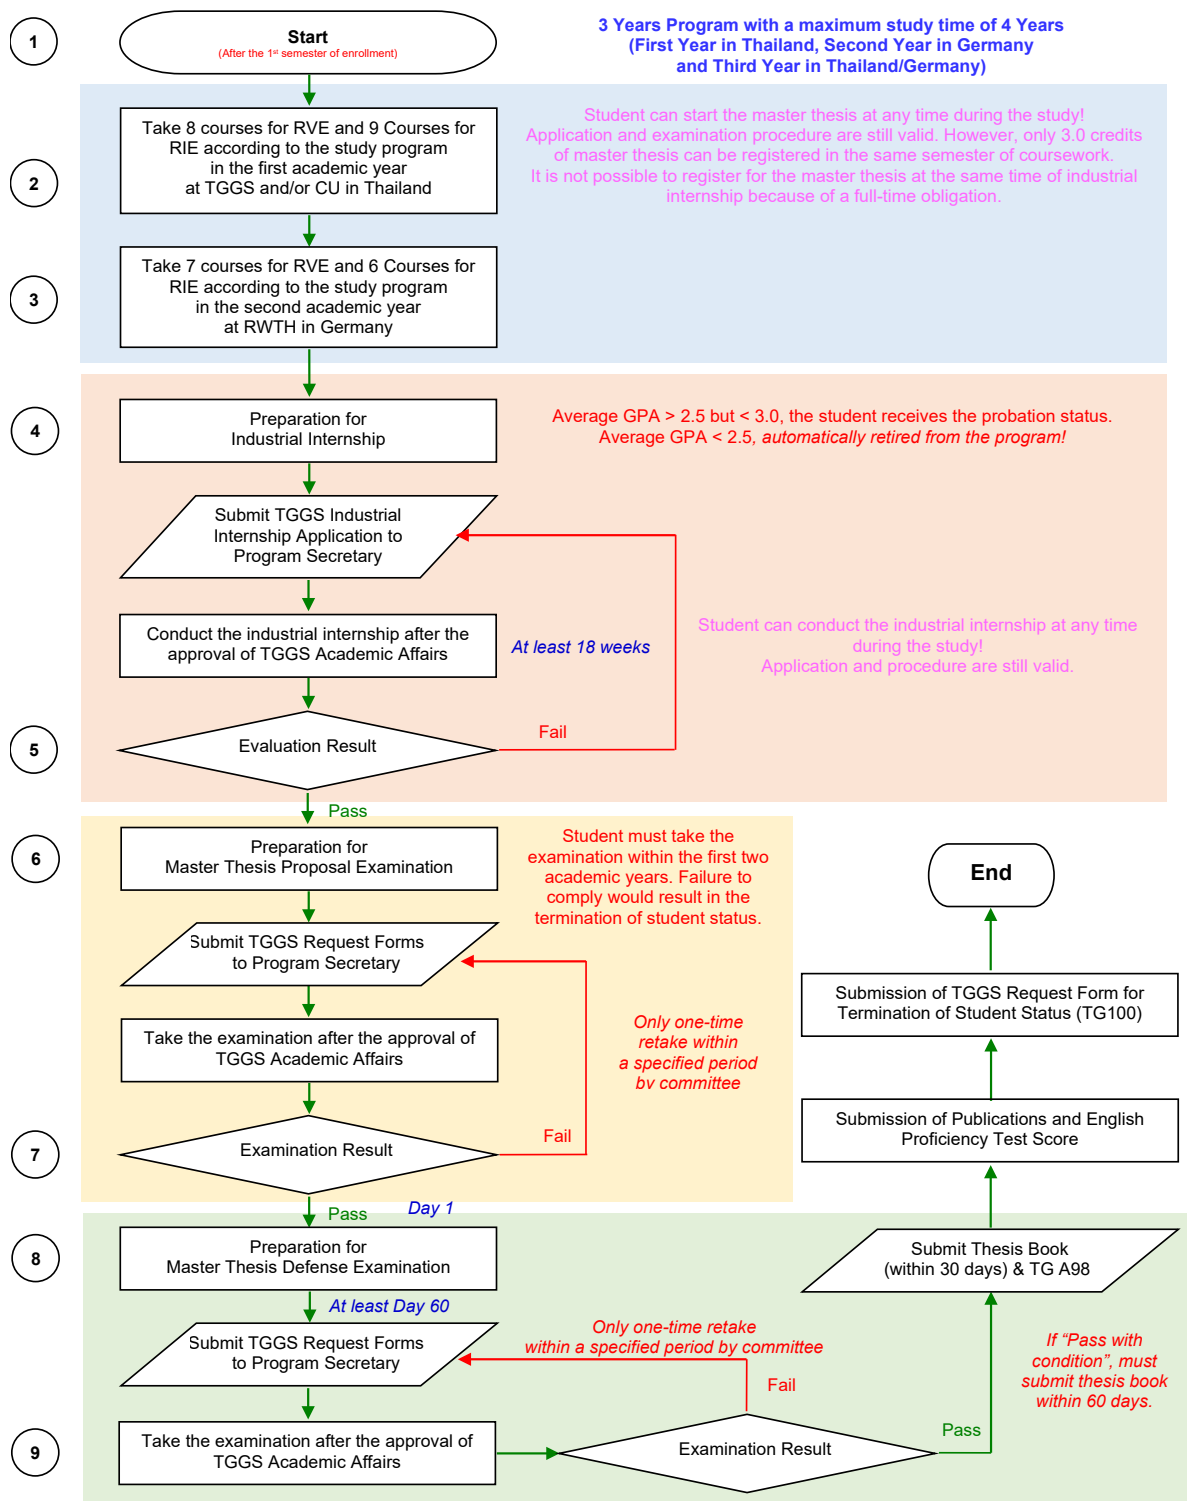 1
Start
(After the 1st semester of enrollment)
3 Years Program with a maximum study time of 4 Years
(First Year in Thailand, Second Year in Germany
and Third Year in Thailand/Germany)
2
Take 8 courses for RVE and 9 Courses for
RIE according to the study program
in the first academic year
at TGGS and/or CU in Thailand
Student can start the master thesis at any time during the study!
Application and examination procedure are still valid. However, only 3.0 credits
of master thesis can be registered in the same semester of coursework.
It is not possible to register for the master thesis at the same time of industrial
internship because of a full-time obligation.
3
Take 7 courses for RVE and 6 Courses for
RIE according to the study program
in the second academic year
at RWTH in Germany
4
Preparation for
Industrial Internship
Average GPA > 2.5 but < 3.0, the student receives the probation status.
Average GPA < 2.5, automatically retired from the program!
Submit TGGS Industrial
Internship Application to
Program Secretary
Conduct the industrial internship after the
approval of TGGS Academic Affairs
At least 18 weeks
Student can conduct the industrial internship at any time
during the study!
Application and procedure are still valid.
5
Evaluation Result
Fail
Pass
6
Preparation for
Master Thesis Proposal Examination
Student must take the
examination within the first two
academic years. Failure to
comply would result in the
termination of student status.
Submit TGGS Request Forms
to Program Secretary
Take the examination after the approval of
TGGS Academic Affairs
Only one-time
retake within
a specified period
by committee
7
Examination Result
Fail
Pass
Day 1
8
Preparation for
Master Thesis Defense Examination
At least Day 60
Submit TGGS Request Forms
to Program Secretary
Only one-time retake
within a specified period by committee
Fail
9
Take the examination after the approval of
TGGS Academic Affairs
Examination Result
Pass
If “Pass with
condition”, must
submit thesis book
within 60 days.
Submit Thesis Book
(within 30 days) & TG A98
Submission of Publications and English
Proficiency Test Score
Submission of TGGS Request Form for
Termination of Student Status (TG100)
End